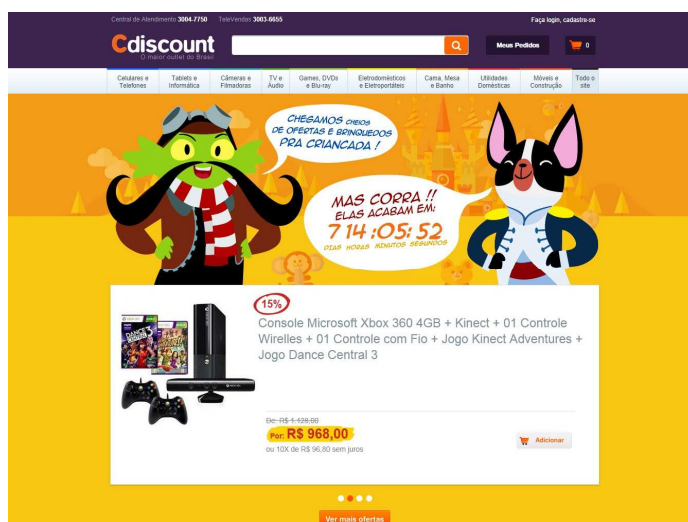 Central de Atendimento 3004-7750 TeleVendas 3003-6655 Faça login, cadastre-se
Cdiscount
O maior outlet do Brasil
Meus Pedidos 0
Celulares e Telefones
Tablets e Informática
Câmeras e Filmadoras
TV e Áudio
Games, DVDs e Blu-ray
Eletrodomésticos e Eletroportáteis
Cama, Mesa e Banho
Utilidades Domésticas
Móveis e Construção
Todo o site
CHEGAMOS CHEIOS
DE OFERTAS E BRINQUEDOS
PRA CRIANCADA !
MAS CORRA !!
ELAS ACABAM EM:
7 14:05:52
DIAS HORAS MINUTOS SEGUNDOS
15%
Console Microsoft Xbox 360 4GB + Kinect + 01 Controle
Wirelles + 01 Controle com Fio + Jogo Kinect Adventures +
Jogo Dance Central 3
De: R$ 1.128,00
Por: R$ 968,00
ou 10X de R$ 96,80 sem juros
Adicionar
Ver mais ofertas